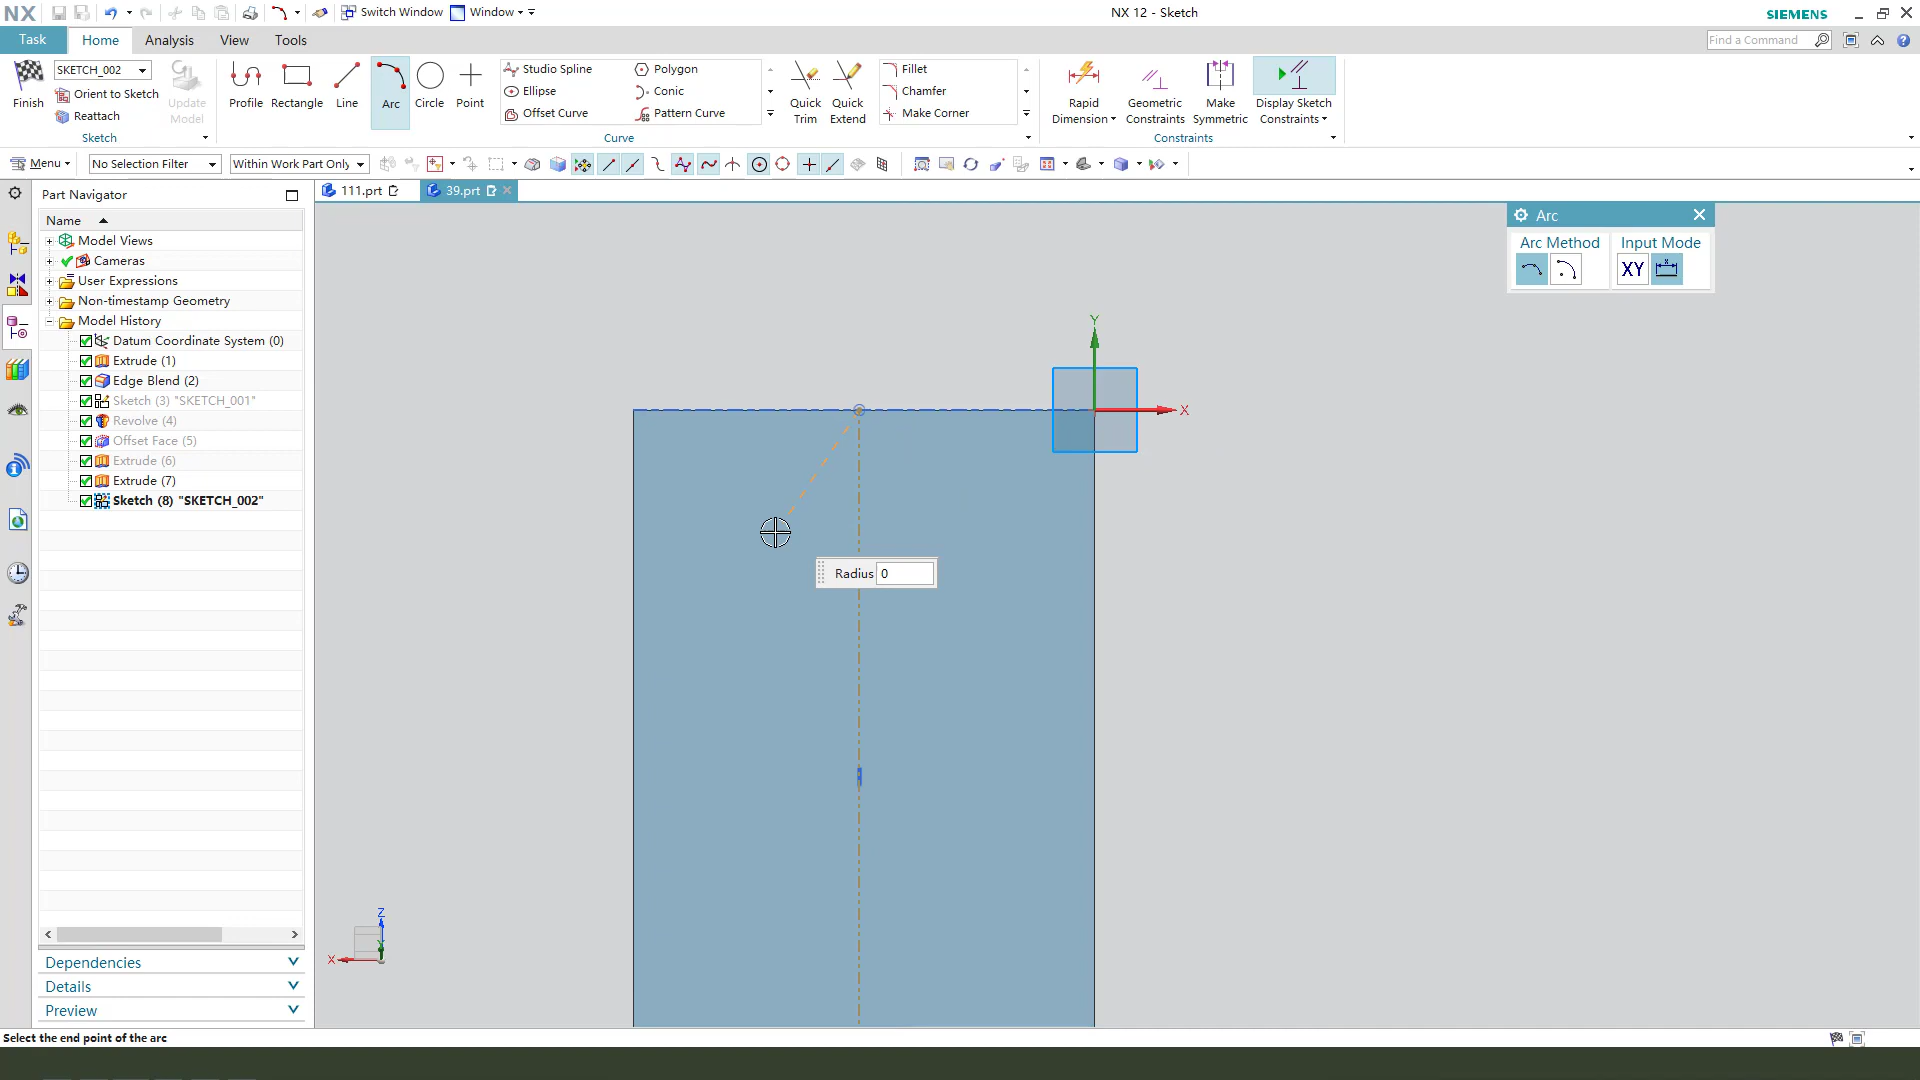 NX Switch Window Window NX 12 - Sketch SIEMENS
Task Home Analysis View Tools Find a Command
SKETCH_002
Orient to Sketch
Reattach
Finish
Update
Model
Sketch
Profile Rectangle Line Arc Circle Point
Studio Spline Polygon
Ellipse Conic
Offset Curve Pattern Curve
Quick
Trim
Quick
Extend
Fillet
Chamfer
Make Corner
Curve
Rapid
Dimension
Geometric
Constraints
Make
Symmetric
Display Sketch
Constraints
Constraints
Menu No Selection Filter Within Work Part Only
Part Navigator 111.prt 39.prt
Name
Model Views
Cameras
User Expressions
Non-timestamp Geometry
Model History
Datum Coordinate System (0)
Extrude (1)
Edge Blend (2)
Sketch (3) "SKETCH_001"
Revolve (4)
Offset Face (5)
Extrude (6)
Extrude (7)
Sketch (8) "SKETCH_002"
Arc
Arc Method Input Mode
XY
Y
X
Radius 0
Z
Y
X
Dependencies
Details
Preview
Select the end point of the arc